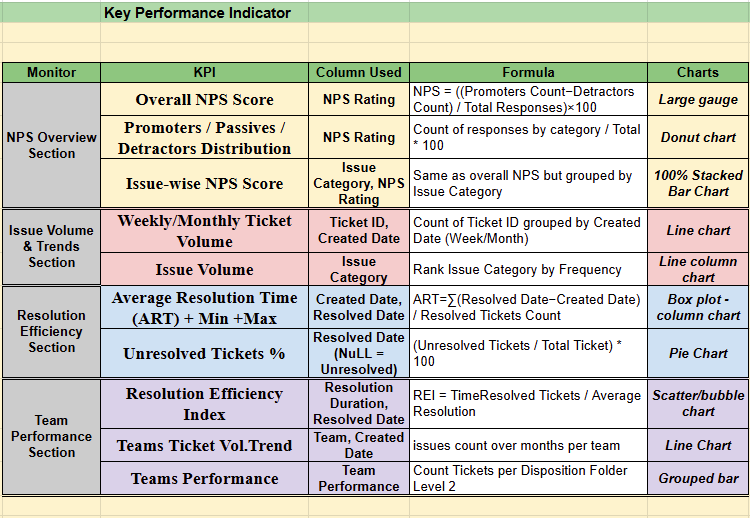 Key Performance Indicator
Monitor KPI Column Used Formula Charts
NPS Overview
Section
Overall NPS Score
NPS Rating
NPS = ((Promoters Count−Detractors
Count) / Total Responses)×100
Large gauge
Promoters / Passives /
Detractors Distribution
NPS Rating
Count of responses by category / Total
* 100
Donut chart
Issue-wise NPS Score
Issue
Category, NPS
Rating
Same as overall NPS but grouped by
Issue Category
100% Stacked
Bar Chart
Issue Volume
& Trends
Section
Weekly/Monthly Ticket
Volume
Ticket ID,
Created Date
Count of Ticket ID grouped by Created
Date (Week/Month)
Line chart
Issue Volume
Issue
Category
Rank Issue Category by Frequency
Line column
chart
Resolution
Efficiency
Section
Average Resolution Time
(ART) + Min +Max
Created Date,
Resolved Date
ART=∑(Resolved Date−Created Date)
/ Resolved Tickets Count
Box plot -
column chart
Unresolved Tickets %
Resolved Date
(NuLL =
Unresolved)
(Unresolved Tickets / Total Ticket) *
100
Pie Chart
Team
Performance
Section
Resolution Efficiency
Index
Resolution
Duration,
Resolved Date
REI = TimeResolved Tickets / Average
Resolution
Scatter/bubble
chart
Teams Ticket Vol.Trend
Team, Created
Date
issues count over months per team
Line Chart
Teams Performance
Team
Performance
Count Tickets per Disposition Folder
Level 2
Grouped bar